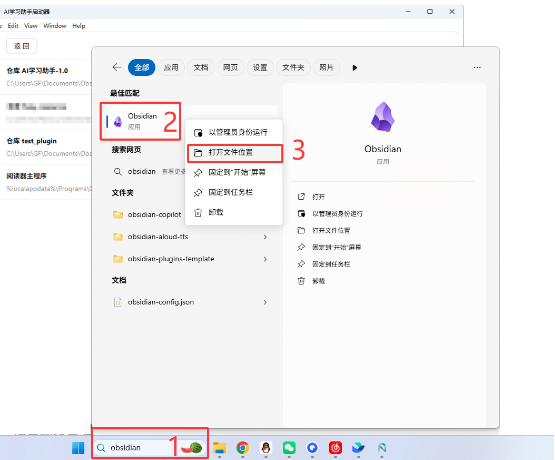 AI学习助手启动器
Edit View Window Help
返回
仓库 AI学习助手-1.0
C:\Users\GF\Documents\Obs
仓库 test_plugin
C:\Users\GF\Documents\Obs
阅读器主程序
%localappdata%\Programs\O
全部 应用 文档 网页 设置 文件夹 照片
最佳匹配
Obsidian
应用
2
搜索网页
obsidian 查看更多
文件夹
obsidian-copilot
obsidian-aloud-tts
obsidian-plugins-template
文档
obsidian-config.json
以管理员身份运行
打开文件位置
3
固定到"开始"屏幕
固定到任务栏
卸载
Obsidian
应用
打开
以管理员身份运行
打开文件位置
固定到"开始"屏幕
固定到任务栏
卸载
obsidian
1